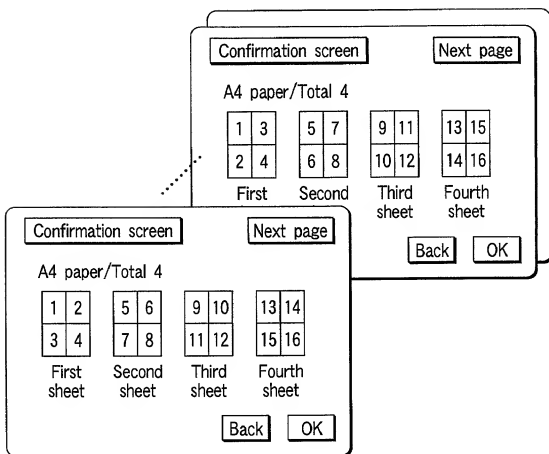 Confirmation screen Next page
A4 paper/Total 4
1 3 5 7 9 11 13 15
2 4 6 8 10 12 14 16
First Second Third Fourth
sheet sheet
Back OK
Confirmation screen Next page
A4 paper/Total 4
1 2 5 6 9 10 13 14
3 4 7 8 11 12 15 16
First Second Third Fourth
sheet sheet sheet sheet
Back OK